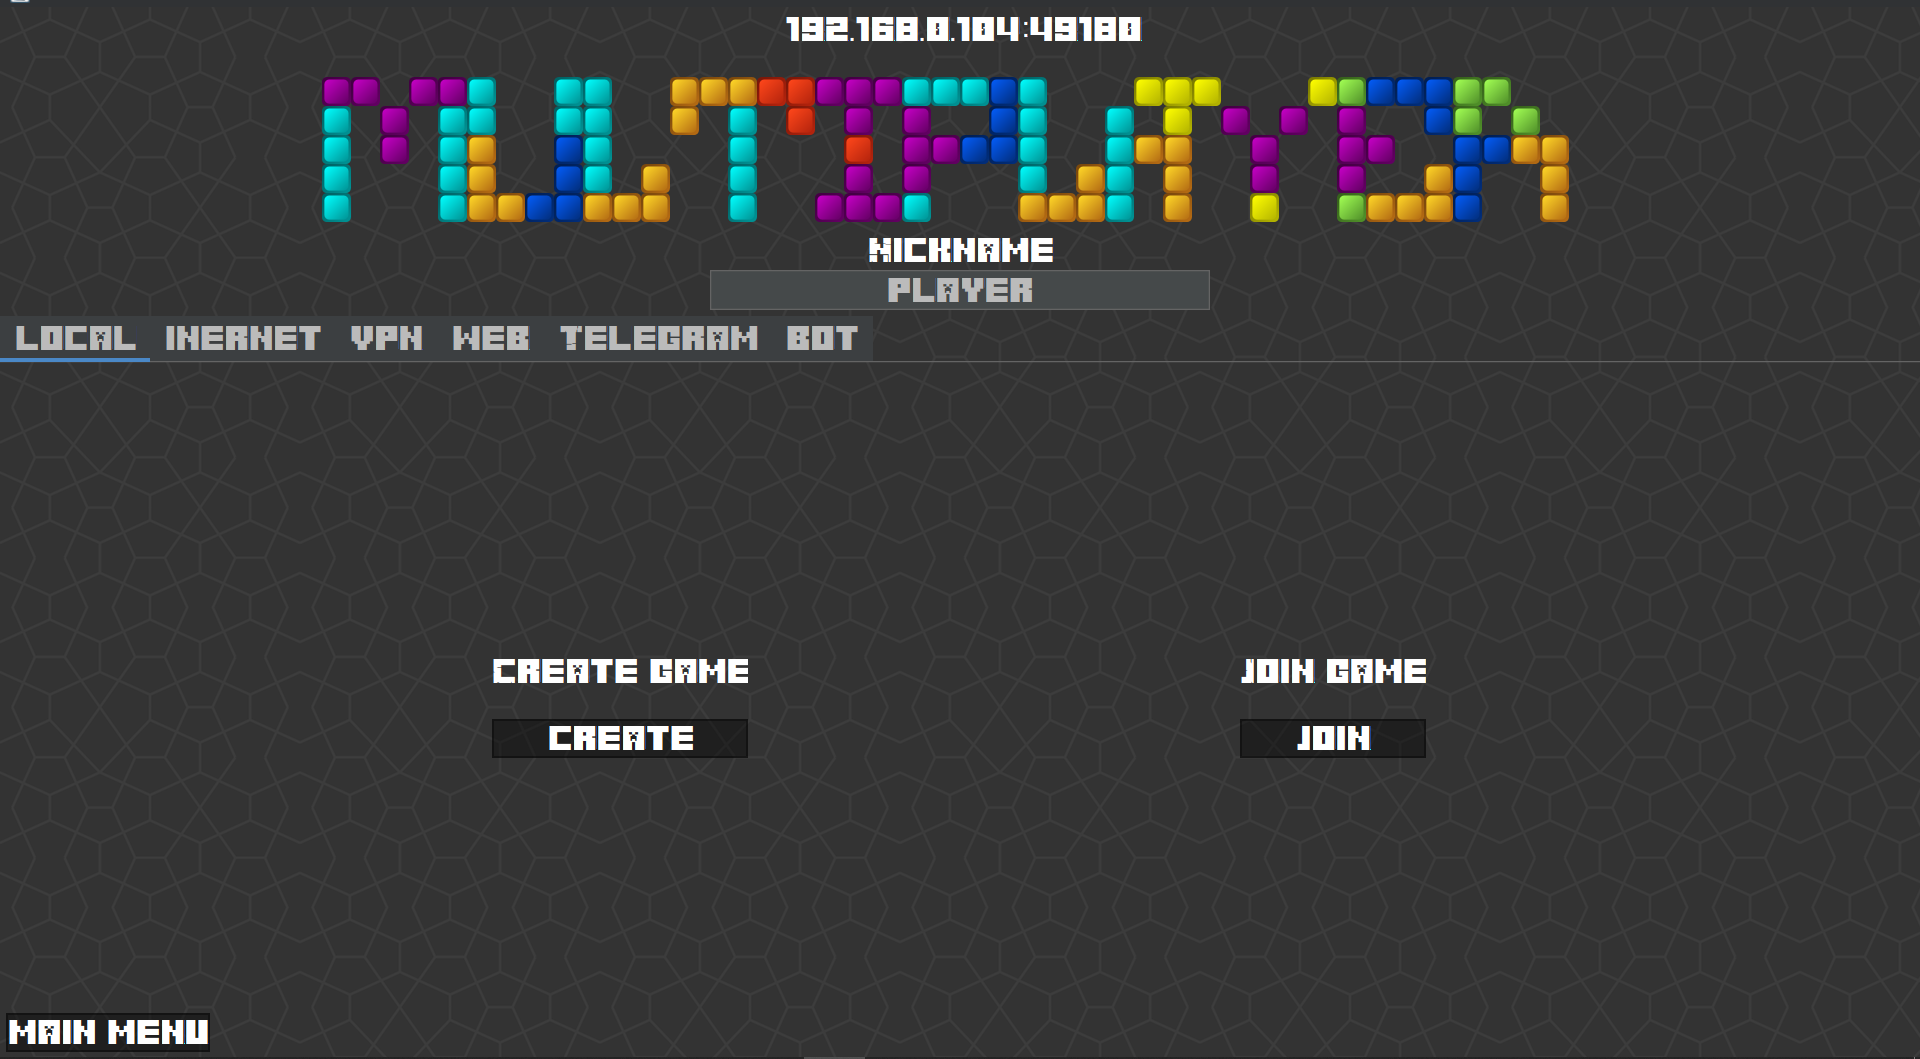 192.168.0.104:49180
MULTIPLAYER
NICKNAME
PLAYER
LOCAL INERNET VPN WEB TELEGRAM BOT
CREATE GAME JOIN GAME
CREATE JOIN
MAIN MENU